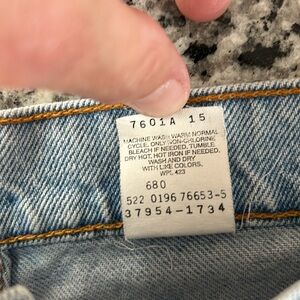 7601A 15
MACHINE WASH WARM NORMAL
CYCLE. ONLY NON-CHLORINE
BLEACH IF NEEDED, TUMBLE
DRY HOT, HOT IRON IF NEEDED.
WASH AND DRY
WITH LIKE COLORS.
WPL 423
680
522 0196 76653-5
37954-1734